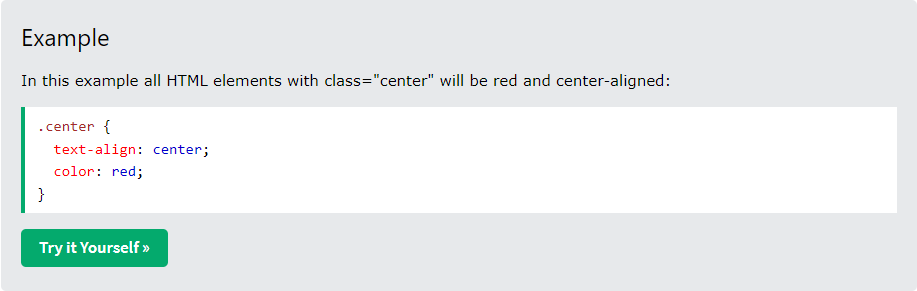 Example
In this example all HTML elements with class="center" will be red and center-aligned:
.center {
  text-align: center;
  color: red;
}
Try it Yourself »